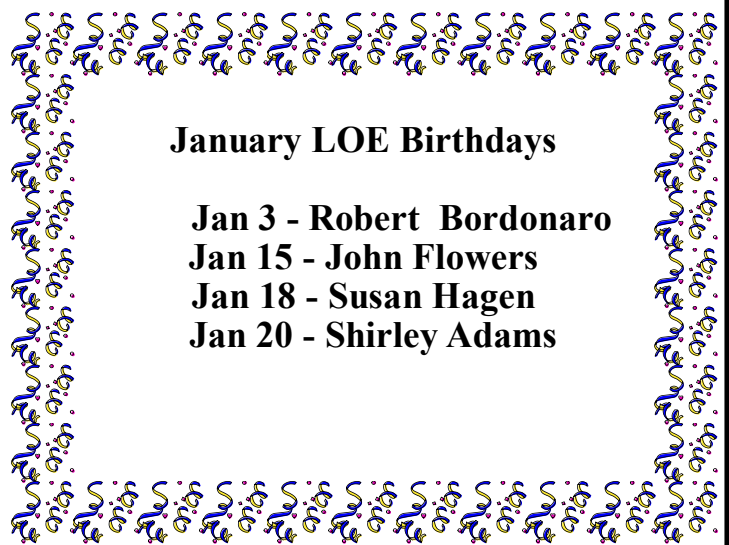 January LOE Birthdays
Jan 3 - Robert  Bordonaro
Jan 15 - John Flowers
Jan 18 - Susan Hagen
Jan 20 - Shirley Adams